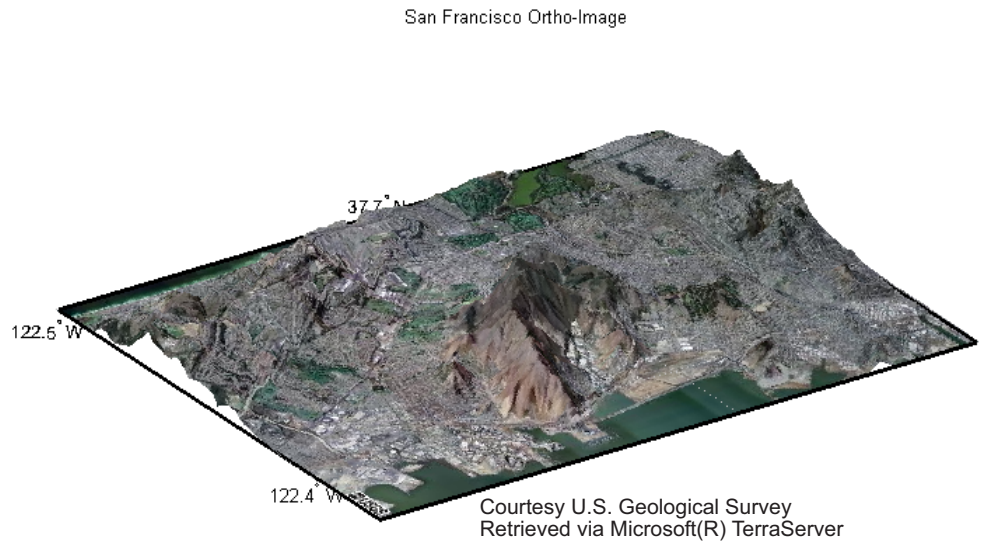 San Francisco Ortho-Image
37.7° N
122.5° W
122.4° W
Courtesy U.S. Geological Survey
Retrieved via Microsoft(R) TerraServer